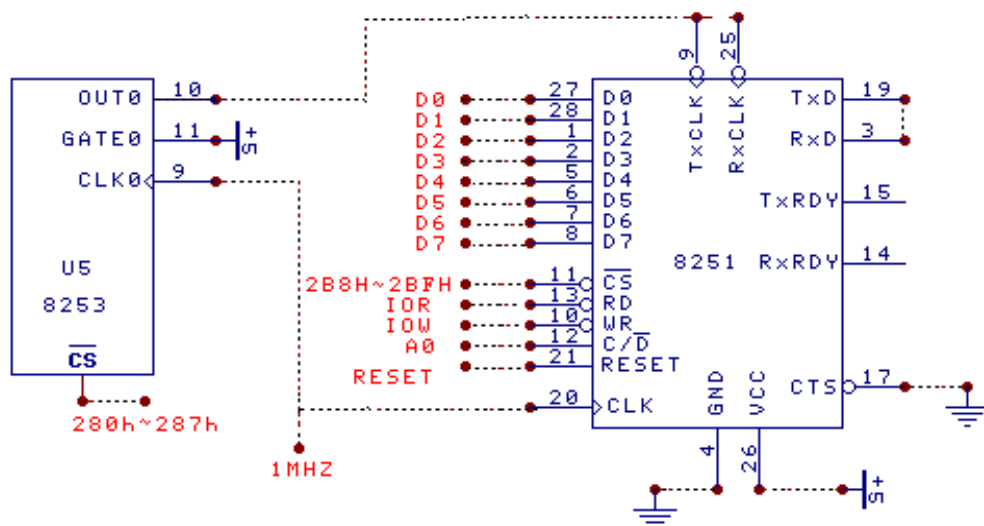 OUT0
10
GATE0
11
+5
CLK0
9
U5
8253
CS
280h~287h
1MHZ
9
25
D0
27
D0
D1
28
D1
D2
1
D2
D3
2
D3
D4
5
D4
D5
6
D5
D6
7
D6
D7
8
D7
2B8H~2BFH
11
CS
IOR
13
RD
IOW
10
WR
A0
12
C/D
RESET
21
RESET
20
CLK
TxCLK
RxCLK
TxD
19
RxD
3
TxRDY
15
8251
RxRDY
14
CTS
17
GND
VCC
4
26
+5